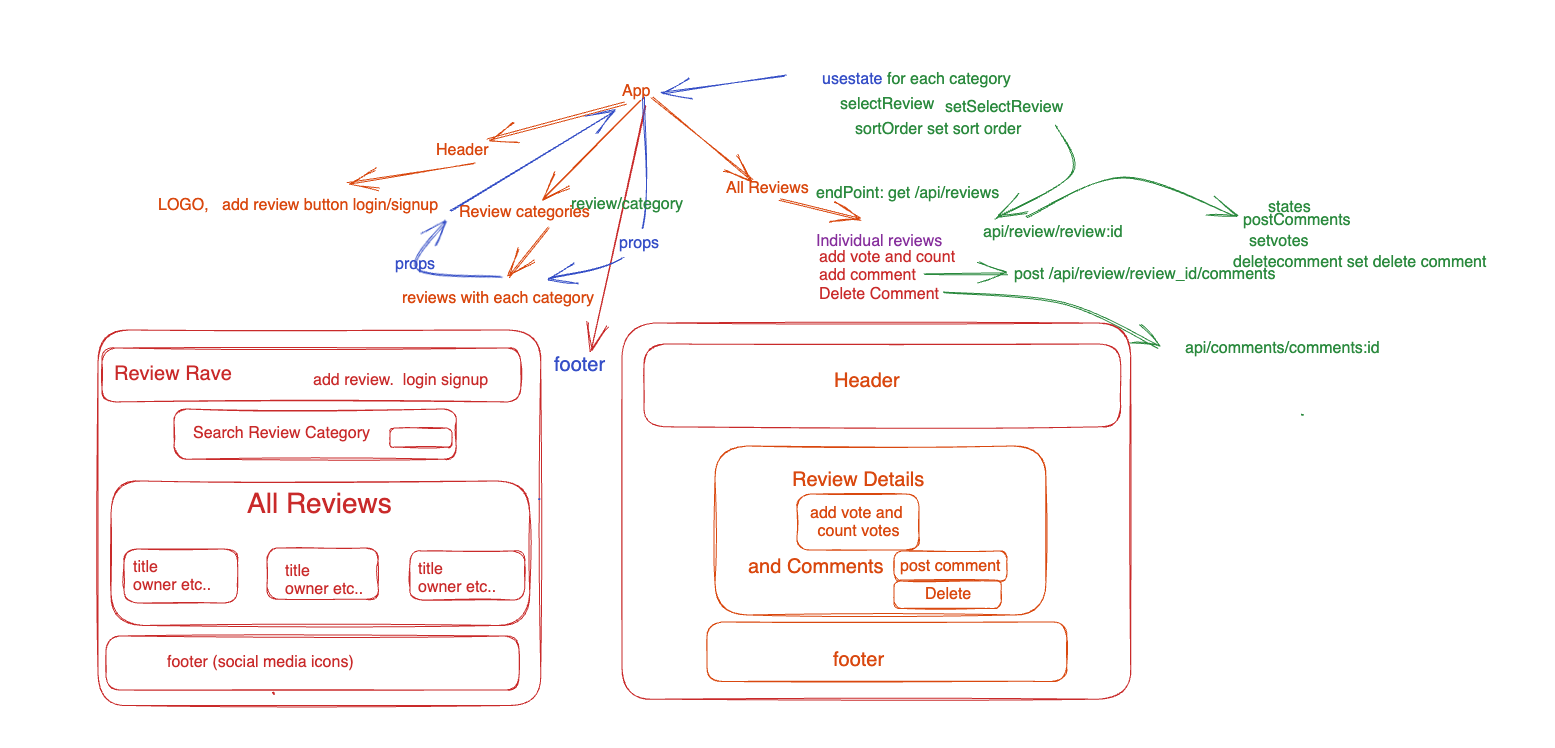 App
usestate for each category
selectReview setSelectReview
sortOrder set sort order
Header
LOGO, add review button login/signup
Review categories
review/category
All Reviews
endPoint: get /api/reviews
props
props
reviews with each category
footer
Individual reviews
add vote and count
add comment
Delete Comment
api/review/review:id
post /api/review/review_id/comments
states
postComments
setvotes
deletecomment set delete comment
api/comments/comments:id
Review Rave
add review. login signup
Search Review Category
All Reviews
title
owner etc..
title
owner etc..
title
owner etc..
footer (social media icons)
Header
Review Details
add vote and
count votes
and Comments
post comment
Delete
footer